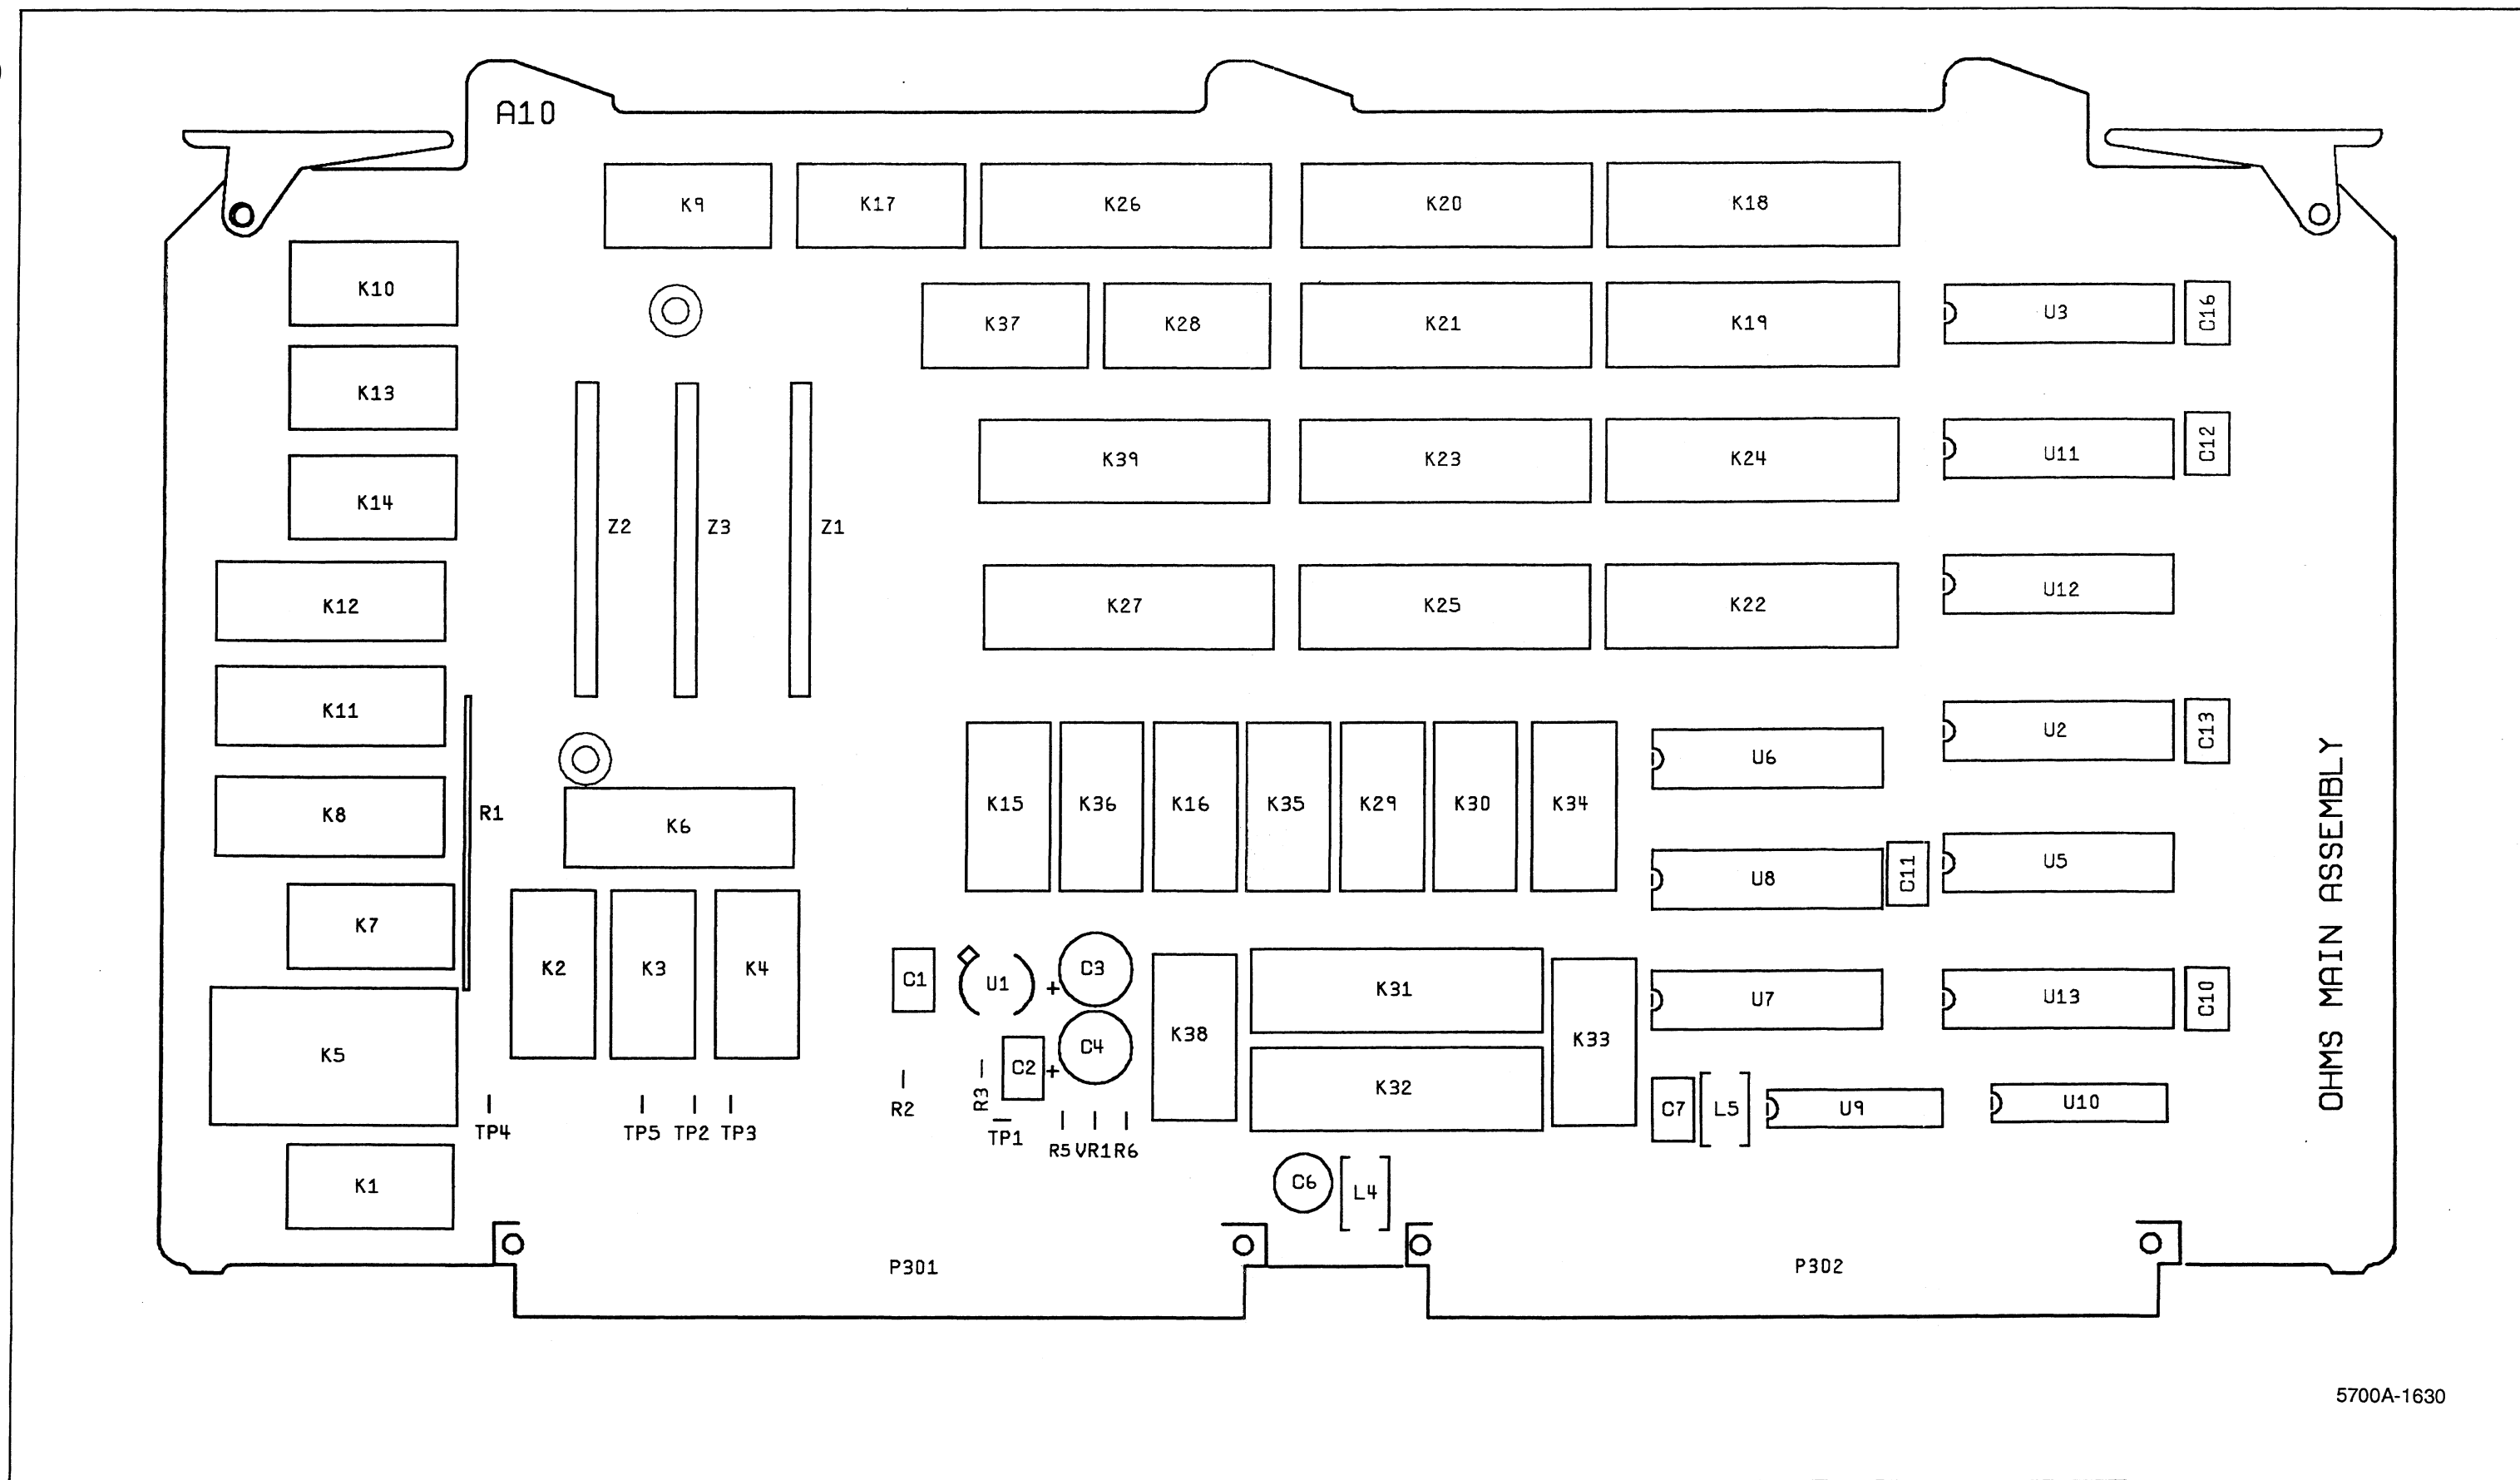 A10
K9 K17 K26 K20 K18
K10
K37 K28 K21 K19 U3 C16
K13
K39 K23 K24 U11 C12
K14
Z2 Z3 Z1
K12 K27 K25 K22 U12
K11
U2 C13
U6
K8 R1 K6 K15 K36 K16 K35 K29 K30 K34
U8 C11 U5
K7
K2 K3 K4 C1 U1 + C3 K31 U7 U13 C10
K5 C4 K38 K33
C2 +
K32
R2 R3 C7 L5 U9 U10
TP4 TP5 TP2 TP3 TP1
R5 VR1 R6
K1 C6 L4
P301 P302
OHMS MAIN ASSEMBLY
5700A-1630